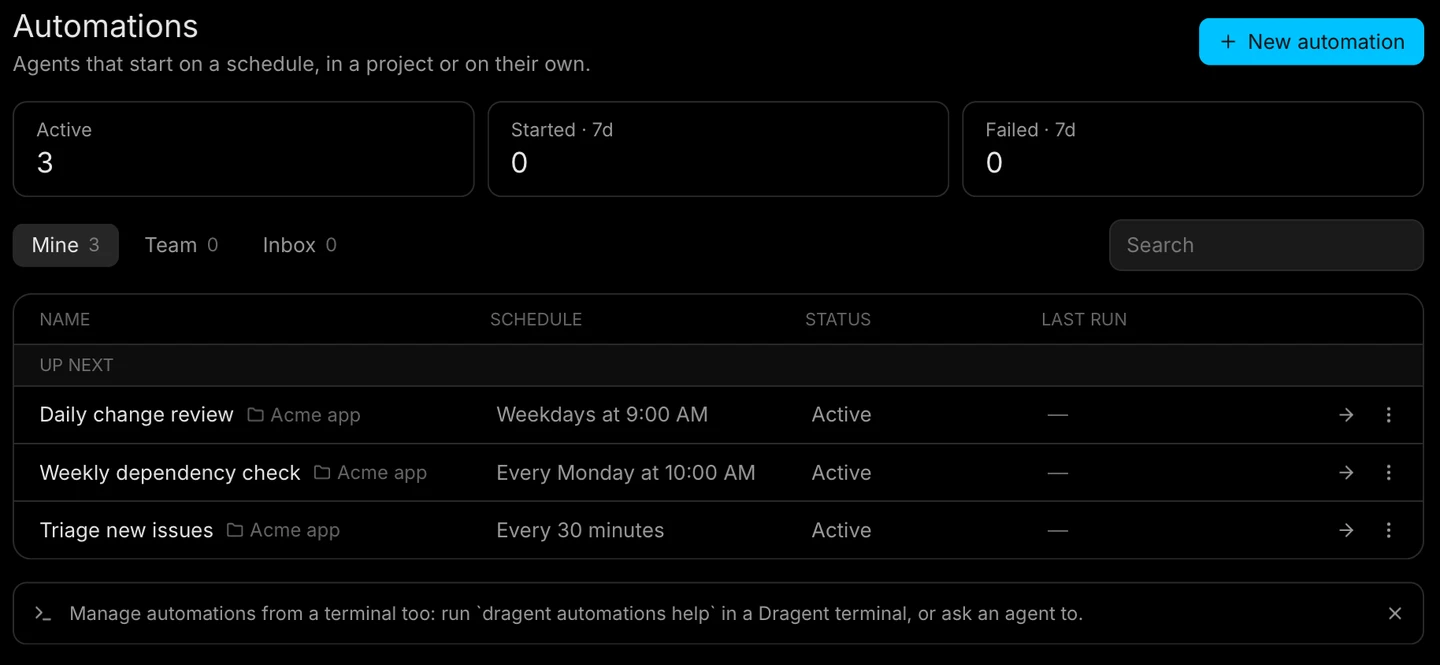 Automations
Agents that start on a schedule, in a project or on their own.
+ New automation
Active
3
Started · 7d
0
Failed · 7d
0
Mine 3
Team 0
Inbox 0
Search
NAME SCHEDULE STATUS LAST RUN
UP NEXT
Daily change review Acme app Weekdays at 9:00 AM Active —
Weekly dependency check Acme app Every Monday at 10:00 AM Active —
Triage new issues Acme app Every 30 minutes Active —
Manage automations from a terminal too: run `dragent automations help` in a Dragent terminal, or ask an agent to.